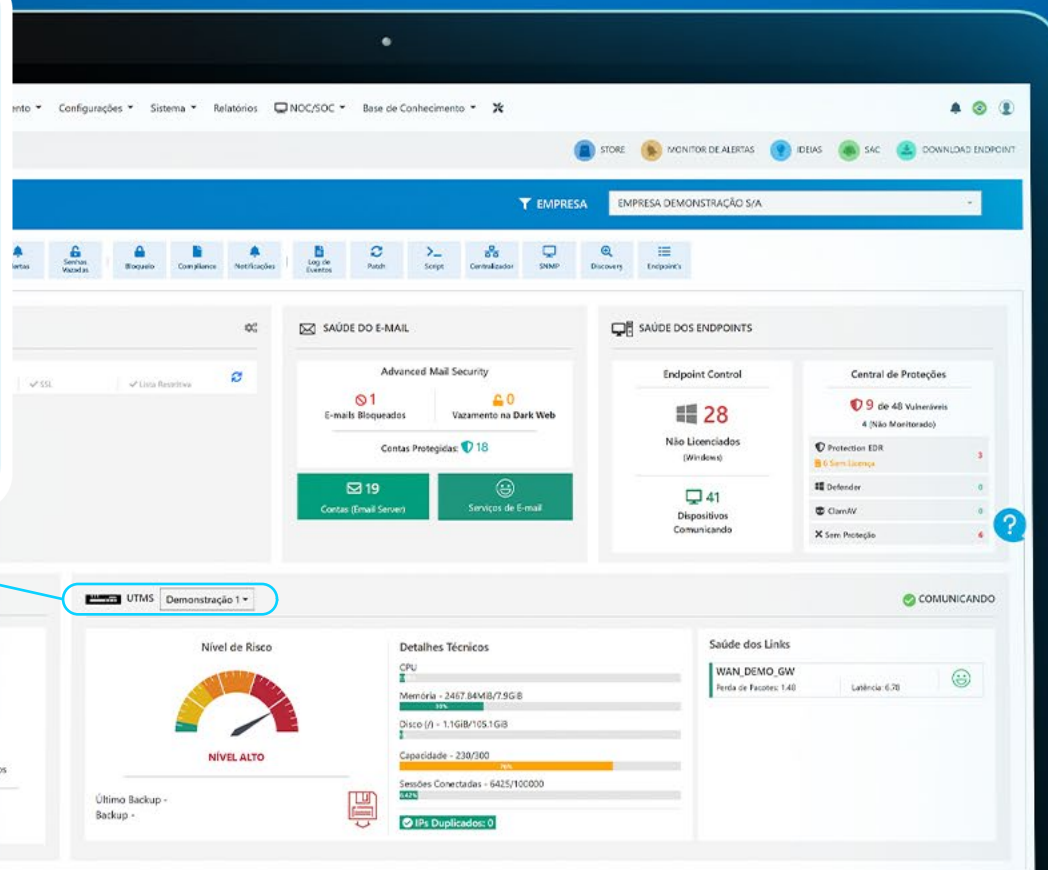 Configurações
Sistema
Relatórios
NOC/SOC
Base de Conhecimento
STORE
MONITOR DE ALERTAS
IDEIAS
SAC
DOWNLOAD ENDPOINT
EMPRESA
EMPRESA DEMONSTRAÇÃO S/A
Senhas
Vazadas
Bloqueio
Compliance
Notificações
Log de
Eventos
Patch
Script
Centralizador
SNMP
Discovery
Endpoint's
SSL
Lista Restritiva
SAÚDE DO E-MAIL
Advanced Mail Security
1
E-mails Bloqueados
0
Vazamento na Dark Web
Contas Protegidas: 18
19
Contas (Email Server)
Serviços de E-mail
SAÚDE DOS ENDPOINTS
Endpoint Control
28
Não Licenciados
(Windows)
41
Dispositivos
Comunicando
Central de Proteções
9 de 48 Vulneráveis
4 (Não Monitorado)
Protection EDR 3
6 Sem Licença
Defender 0
ClamAV 0
Sem Proteção 6
?
UTMS
Demonstração 1
COMUNICANDO
Nível de Risco
NÍVEL ALTO
Último Backup -
Backup -
Detalhes Técnicos
CPU
Memória - 2467.84MiB/7.9GiB
30%
Disco (/) - 1.1GiB/105.1GiB
Capacidade - 230/300
76%
Sessões Conectadas - 6425/100000
6.42%
IPs Duplicados: 0
Saúde dos Links
WAN_DEMO_GW
Perda de Pacotes: 1.48
Latência: 6.78